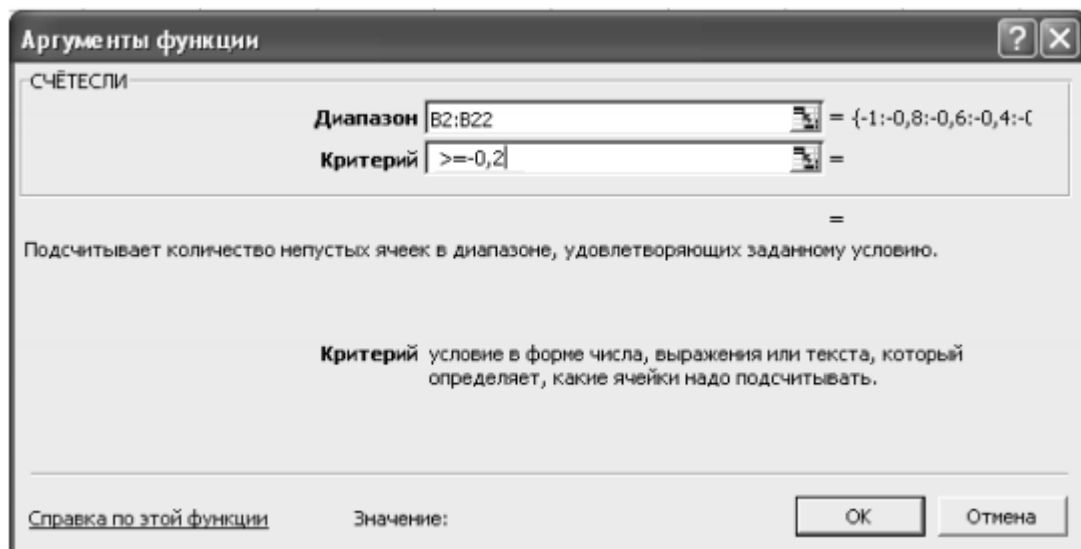 Аргументы функции
СЧЁТЕСЛИ
Диапазон B2:B22 = {-1:-0,8:-0,6:-0,4:-0
Критерий >=-0,2 =
=
Подсчитывает количество непустых ячеек в диапазоне, удовлетворяющих заданному условию.
Критерий условие в форме числа, выражения или текста, который
определяет, какие ячейки надо подсчитывать.
Справка по этой функции Значение: OK Отмена